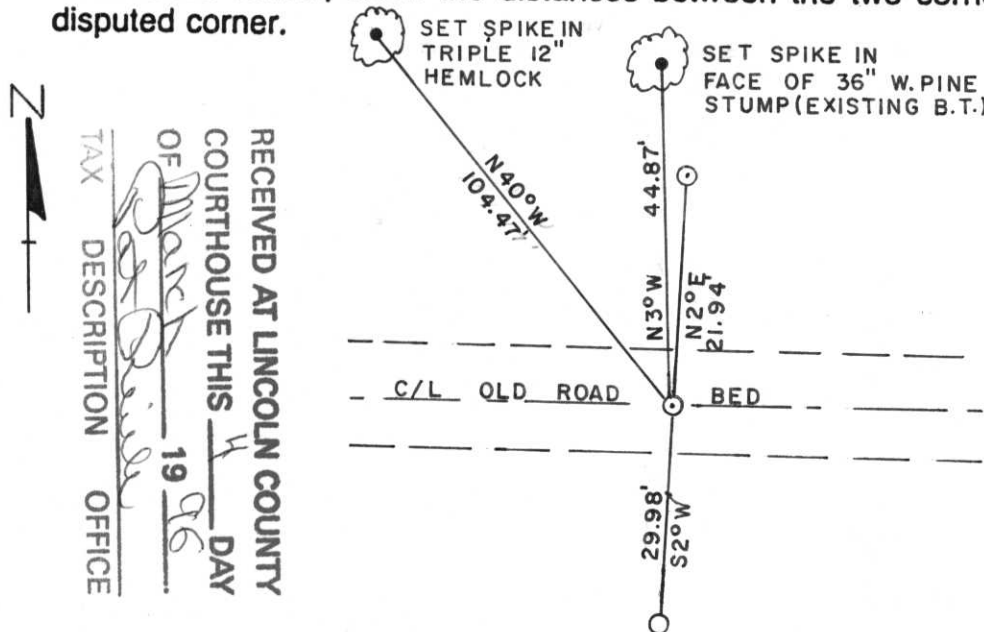 disputed corner.
SET SPIKE IN
TRIPLE 12"
HEMLOCK
SET SPIKE IN
FACE OF 36" W. PINE
STUMP (EXISTING B.T.)
N
N40°W
104.47'
44.87'
N3°W
N2°E
21.94'
C/L OLD ROAD BED
29.98'
S2°W
RECEIVED AT LINCOLN COUNTY
COURTHOUSE THIS 4 DAY
OF March 1996
TAX DESCRIPTION OFFICE